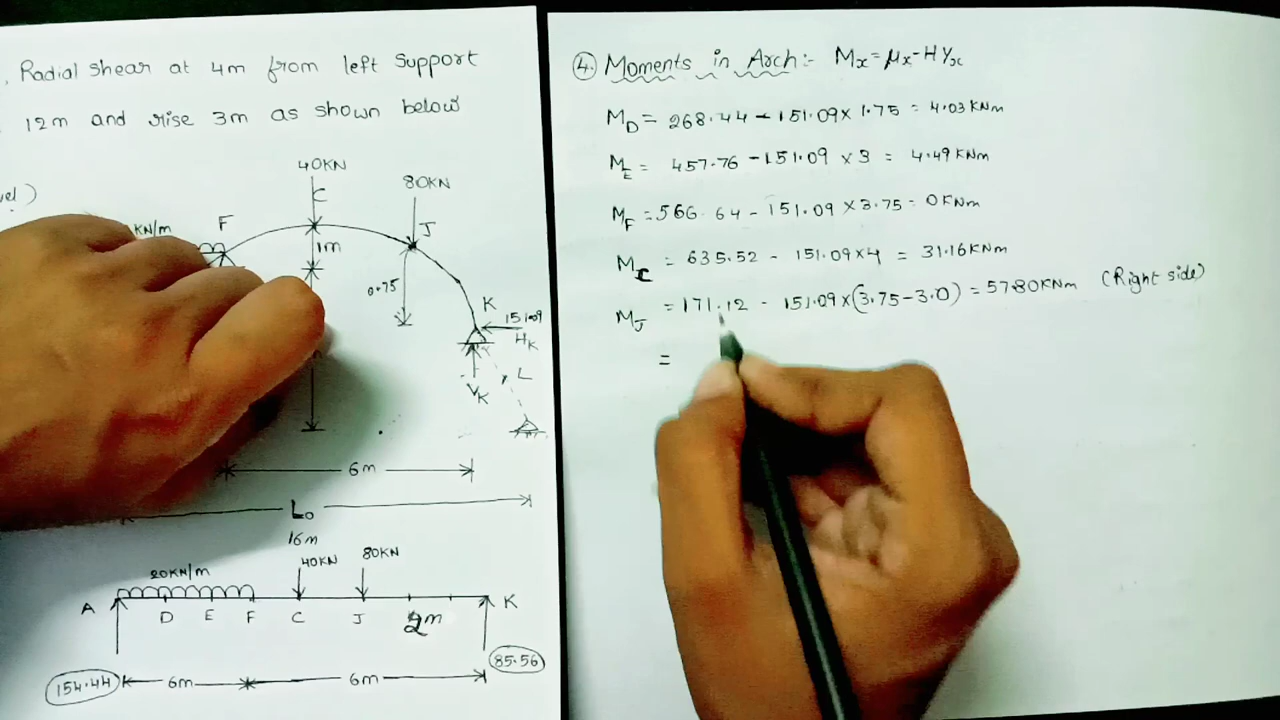 , Radial shear at 4m from left support
12m and rise 3m as shown below
vel)
40KN
80KN
KN/m
F
C
J
1m
0.75
K
151.09
HK
VK
L
6m
L₀
16m
20KN/m
40KN
80KN
A
D
E
F
C
J
2m
K
154.44
6m
6m
85.56
④. Moments in Arch:- Mx = μx - H Yx
MD = 268.44 - 151.09 x 1.75 = 4.03 KNm
ME = 457.76 - 151.09 x 3 = 4.49 KNm
MF = 566.64 - 151.09 x 3.75 = 0 KNm
MC = 635.52 - 151.09 x 4 = 31.16 KNm
MJ = 171.12 - 151.09 x (3.75 - 3.0) = 57.80 KNm (Right side)
=